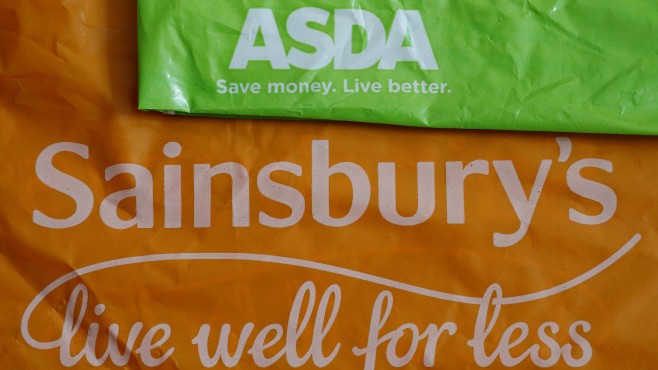 ASDA
Save money. Live better.
Sainsbury's
live well for less